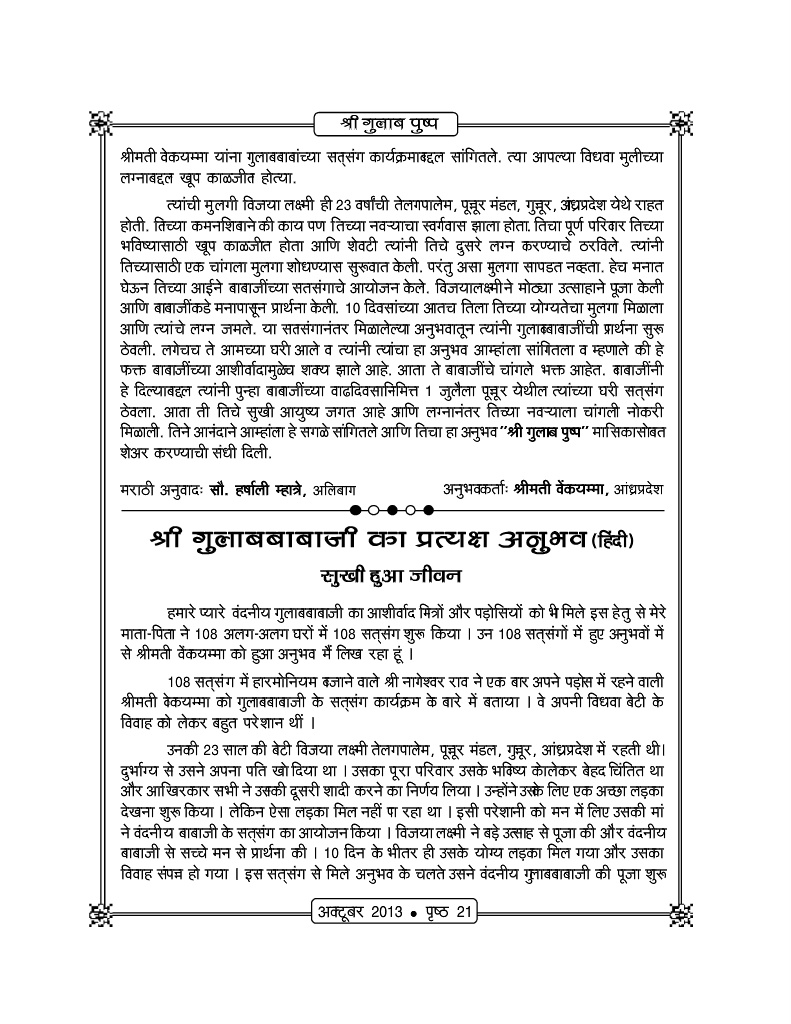 श्री गुलाब पुष्प
श्रीमती वेकयम्मा यांना गुलाबबाबांच्या सत्संग कार्यक्रमाबद्दल सांगितले. त्या आपल्या विधवा मुलीच्या
लग्नाबद्दल खूप काळजीत होत्या.
त्यांची मुलगी विजया लक्ष्मी ही 23 वर्षांची तेलगपालेम, पून्नूर मंडल, गुन्नूर, आंध्रप्रदेश येथे राहत
होती. तिच्या कमनशिबाने की काय पण तिच्या नवऱ्याचा स्वर्गवास झाला होता. तिचा पूर्ण परिवार तिच्या
भविष्यासाठी खूप काळजीत होता आणि शेवटी त्यांनी तिचे दुसरे लग्न करण्याचे ठरविले. त्यांनी
तिच्यासाठी एक चांगला मुलगा शोधण्यास सुरूवात केली. परंतु असा मुलगा सापडत नव्हता. हेच मनात
घेऊन तिच्या आईने बाबाजींच्या सतसंगाचे आयोजन केले. विजयालक्ष्मीने मोठ्या उत्साहाने पूजा केली
आणि बाबाजींकडे मनापासून प्रार्थना केली. 10 दिवसांच्या आतच तिला तिच्या योग्यतेचा मुलगा मिळाला
आणि त्यांचे लग्न जमले. या सतसंगानंतर मिळालेल्या अनुभवातून त्यांनी गुलाबबाबाजींची प्रार्थना सुरू
ठेवली. लगेचच ते आमच्या घरी आले व त्यांनी त्यांचा हा अनुभव आम्हांला सांगितला व म्हणाले की हे
फक्त बाबाजींच्या आशीर्वादामुळेच शक्य झाले आहे. आता ते बाबाजींचे चांगले भक्त आहेत. बाबाजींनी
हे दिल्याबद्दल त्यांनी पुन्हा बाबाजींच्या वाढदिवसानिमित्त 1 जुलैला पून्नूर येथील त्यांच्या घरी सत्संग
ठेवला. आता ती तिचे सुखी आयुष्य जगत आहे आणि लग्नानंतर तिच्या नवऱ्याला चांगली नोकरी
मिळाली. तिने आनंदाने आम्हांला हे सगळे सांगितले आणि तिचा हा अनुभव "श्री गुलाब पुष्प" मासिकासोबत
शेअर करण्याची संधी दिली.
मराठी अनुवादः सौ. हर्षाली म्हात्रे, अलिबाग अनुभवकर्ताः श्रीमती वेंकयम्मा, आंध्रप्रदेश
श्री गुलाबबाबाजी का प्रत्यक्ष अनुभव (हिंदी)
सुखी हुआ जीवन
हमारे प्यारे वंदनीय गुलाबबाबाजी का आशीर्वाद मित्रों और पड़ोसियों को भी मिले इस हेतु से मेरे
माता-पिता ने 108 अलग-अलग घरों में 108 सत्संग शुरू किया । उन 108 सत्संगों में हुए अनुभवों में
से श्रीमती वेंकयम्मा को हुआ अनुभव मैं लिख रहा हूं ।
108 सत्संग में हारमोनियम बजाने वाले श्री नागेश्वर राव ने एक बार अपने पड़ोस में रहने वाली
श्रीमती वेकयम्मा को गुलाबबाबाजी के सत्संग कार्यक्रम के बारे में बताया । वे अपनी विधवा बेटी के
विवाह को लेकर बहुत परेशान थीं ।
उनकी 23 साल की बेटी विजया लक्ष्मी तेलगपालेम, पून्नूर मंडल, गुन्नूर, आंध्रप्रदेश में रहती थी।
दुर्भाग्य से उसने अपना पति खो दिया था । उसका पूरा परिवार उसके भविष्य के लेकर बेहद चिंतित था
और आखिरकार सभी ने उसकी दूसरी शादी करने का निर्णय लिया । उन्होंने उसके लिए एक अच्छा लड़का
देखना शुरू किया । लेकिन ऐसा लड़का मिल नहीं पा रहा था । इसी परेशानी को मन में लिए उसकी मां
ने वंदनीय बाबाजी के सत्संग का आयोजन किया । विजया लक्ष्मी ने बड़े उत्साह से पूजा की और वंदनीय
बाबाजी से सच्चे मन से प्रार्थना की । 10 दिन के भीतर ही उसके योग्य लड़का मिल गया और उसका
विवाह संपन्न हो गया । इस सत्संग से मिले अनुभव के चलते उसने वंदनीय गुलाबबाबाजी की पूजा शुरू
अक्टूबर 2013 • पृष्ठ 21